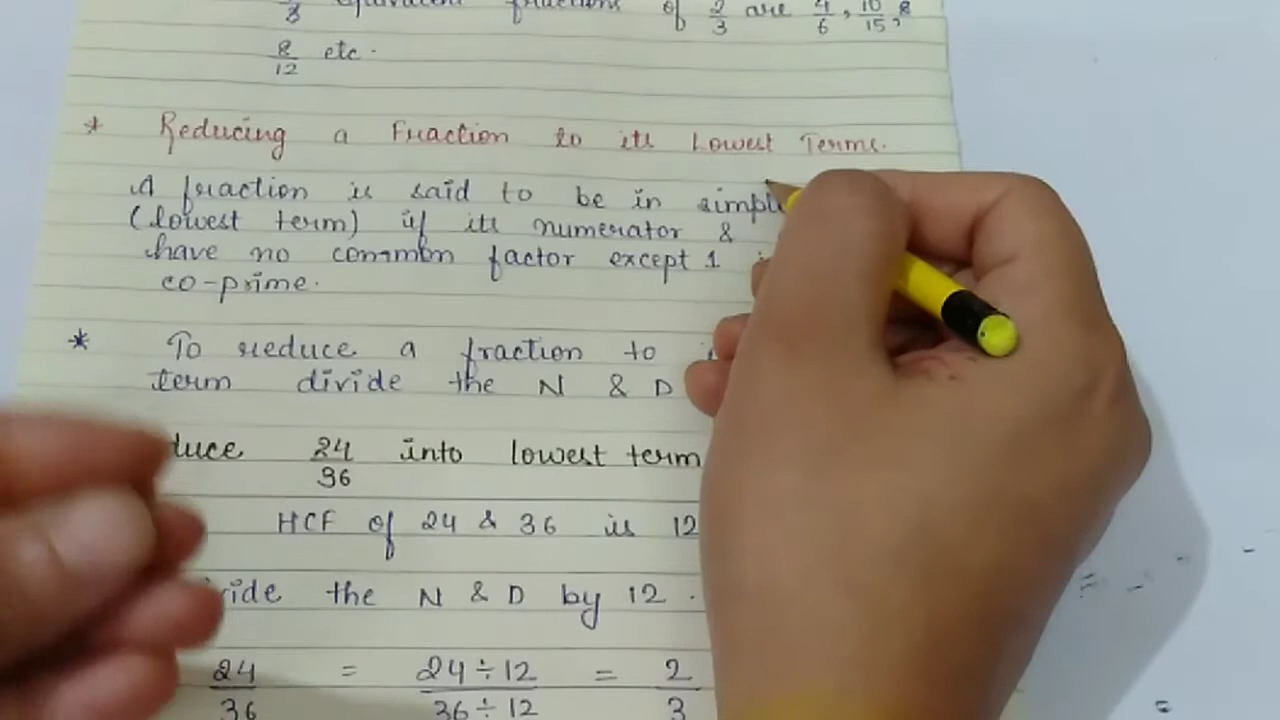 equivalent fractions of 2/3 are 4/6, 10/15,
8/12 etc.
* Reducing a Fraction to its Lowest Terms.
A fraction is said to be in simple
(lowest term) if its numerator &
have no common factor except 1
co-prime.
* To reduce a fraction to
term divide the N & D
duce 24/36 into lowest term
HCF of 24 & 36 is 12
ide the N & D by 12.
24/36 = 24÷12/36÷12 = 2/3